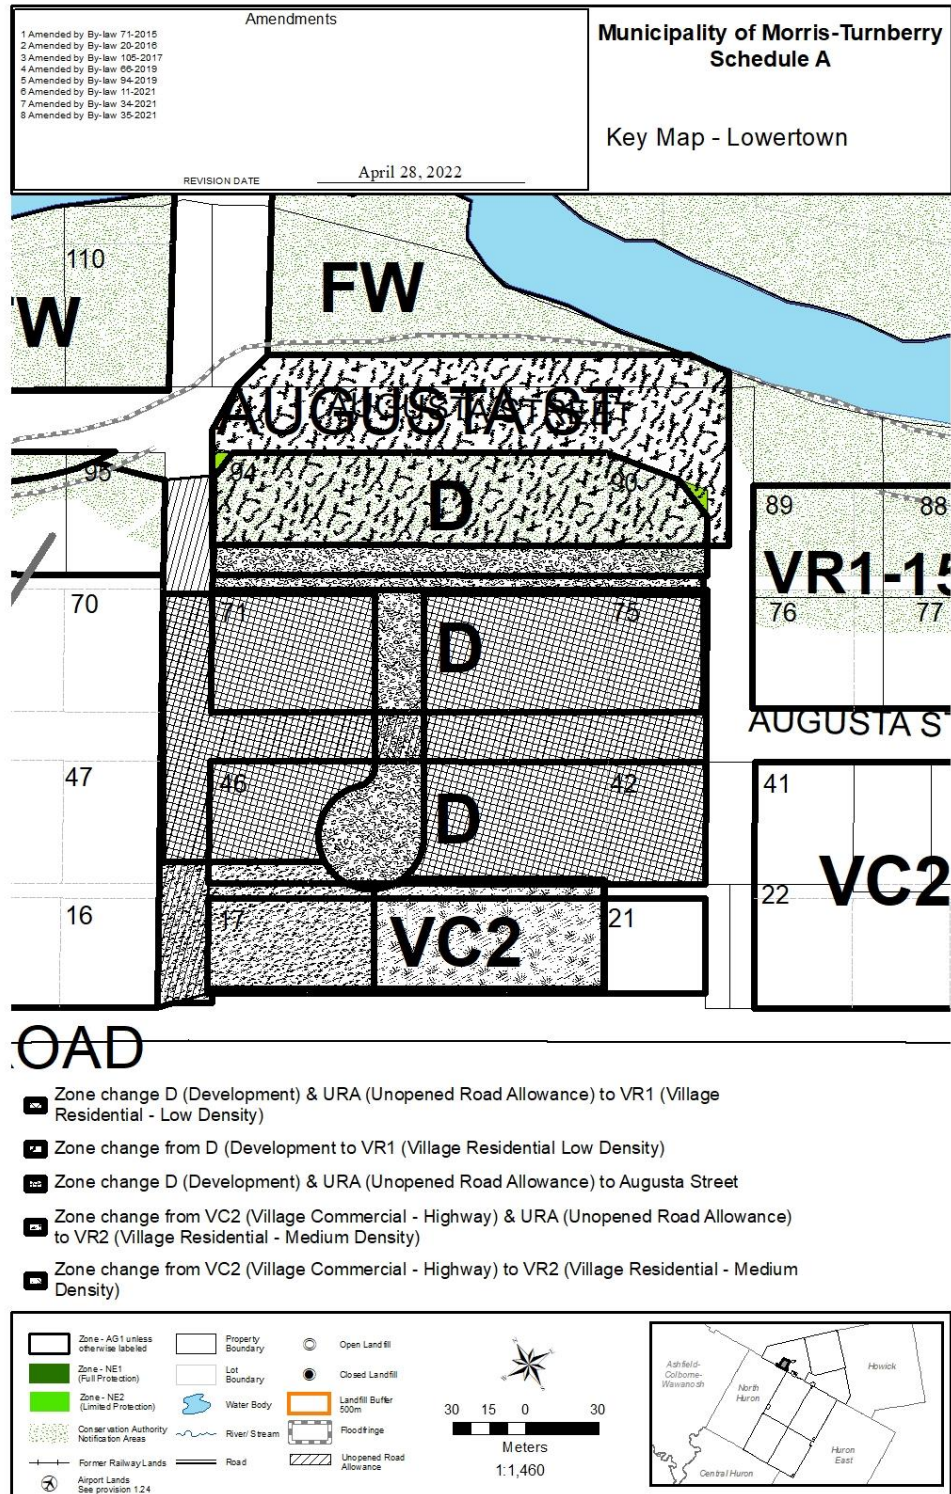 Amendments
1 Amended by By-law 71-2015
2 Amended by By-law 20-2016
3 Amended by By-law 105-2017
4 Amended by By-law 66-2019
5 Amended by By-law 94-2019
6 Amended by By-law 11-2021
7 Amended by By-law 34-2021
8 Amended by By-law 35-2021
REVISION DATE April 28, 2022
Municipality of Morris-Turnberry
Schedule A
Key Map - Lowertown
110
FW
W
AUGUSTA ST
AUGUSTA STREET
95
94
90
D
89
88
VR1-15
70
71
75
76
77
D
AUGUSTA S
47
46
42
41
D
22
VC2
16
17
VC2
21
OAD
Zone change D (Development) & URA (Unopened Road Allowance) to VR1 (Village
Residential - Low Density)
Zone change from D (Development to VR1 (Village Residential Low Density)
Zone change D (Development) & URA (Unopened Road Allowance) to Augusta Street
Zone change from VC2 (Village Commercial - Highway) & URA (Unopened Road Allowance)
to VR2 (Village Residential - Medium Density)
Zone change from VC2 (Village Commercial - Highway) to VR2 (Village Residential - Medium
Density)
Zone - AG1 unless
otherwise labeled
Zone - NE1
(Full Protection)
Zone - NE2
(Limited Protection)
Conservation Authority
Notification Areas
Former Railway Lands
Airport Lands
See provision 1.24
Property
Boundary
Lot
Boundary
Water Body
River/ Stream
Road
Open Landfill
Closed Landfill
Landfill Buffer
500m
Floodfringe
Unopened Road
Allowance
30 15 0 30
Meters
1:1,460
Ashfield-
Colborne-
Wawanosh
North
Huron
Howick
Huron
East
Central Huron